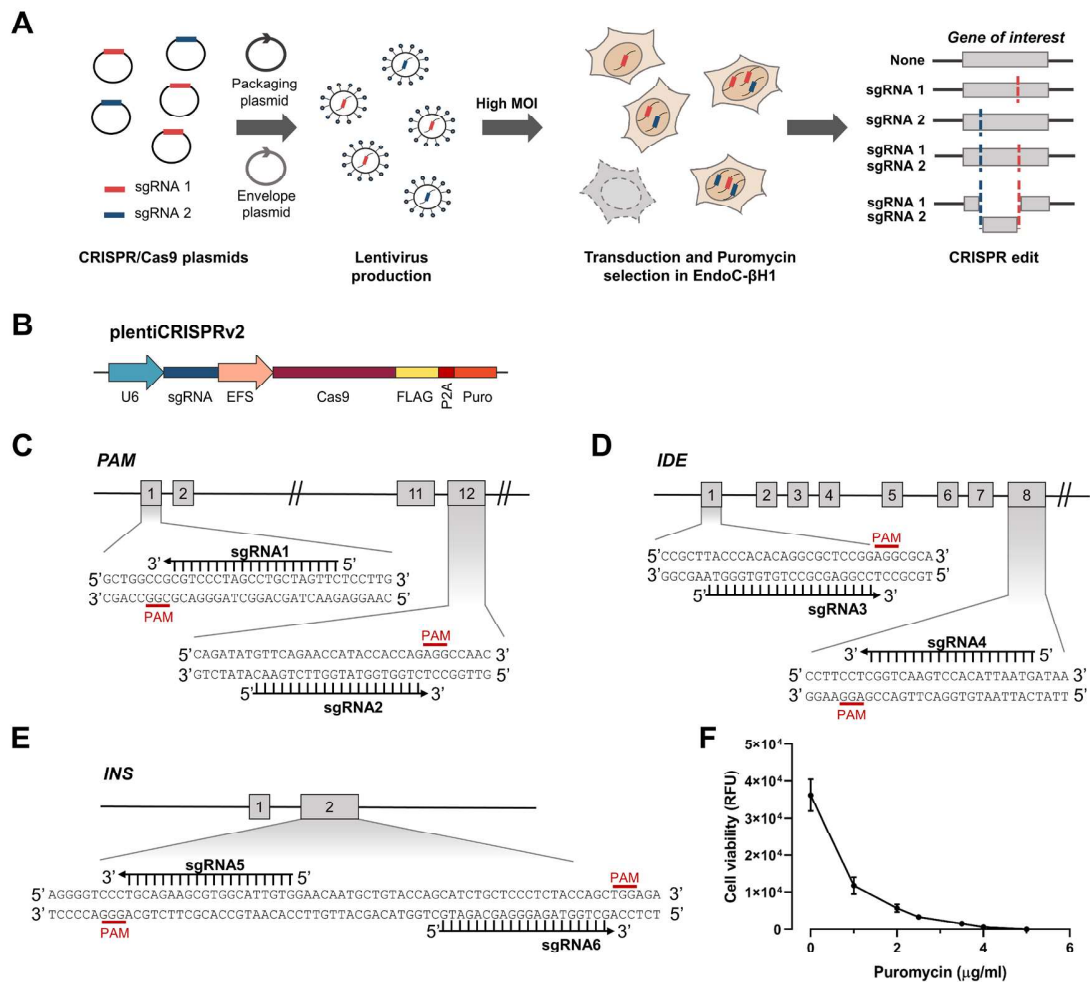 A
Gene of interest
None
sgRNA 1
sgRNA 2
sgRNA 1
sgRNA 2
sgRNA 1
sgRNA 2
Packaging
plasmid
High MOI
Envelope
plasmid
sgRNA 1
sgRNA 2
CRISPR/Cas9 plasmids
Lentivirus
production
Transduction and Puromycin
selection in EndoC-βH1
CRISPR edit
B
plentiCRISPRv2
U6 sgRNA EFS Cas9 FLAG P2A Puro
C
PAM
1 2 // 11 12 //
sgRNA1
3’ 5’
5’GCTGGCCGCGTCCCTAGCCTGCTAGTTCTCCTTG 3’
3’CGACCGGCGCAGGGATCGGACGATCAAGAGGAAC 5’
PAM
PAM
5’CAGATATGTTCAGAACCATACCACCAGAGGCCAAC 3’
3’GTCTATACAAGTCTTGGTATGGTGGTCTCCGGTTG 5’
5’ 3’
sgRNA2
D
IDE
1 2 3 4 5 6 7 8 //
PAM
5’CCGCTTACCCACACAGGCGCTCCGGAGGCGCA 3’
3’GGCGAATGGGTGTGTCCGCGAGGCCTCCGCGT 5’
3’
sgRNA3
sgRNA4
3’ 5’
5’CCTTCCTCGGTCAAGTCCACATTAATGATAA 3’
3’GGAAGGAGCCAGTTCAGGTGTAATTACTATT 5’
PAM
E
INS
1 2
sgRNA5
3’ 5’
PAM
5’AGGGGTCCCTGCAGAAGCGTGGCATTGTGGAACAATGCTGTACCAGCATCTGCTCCCTCTACCAGCTGGAGA 3’
3’TCCCCAGGGACGTCTTCGCACCGTAACACCTTGTTACGACATGGTCGTAGACGAGGGAGATGGTCGACCTCT 5’
PAM
5’ 3’
sgRNA6
F
Cell viability (RFU)
5×10⁴
4×10⁴
3×10⁴
2×10⁴
1×10⁴
0
0 2 4 6
Puromycin (μg/ml)